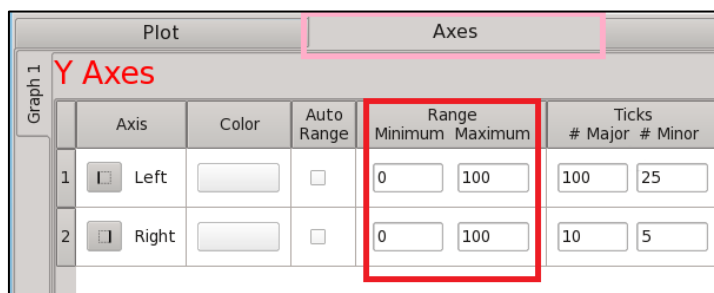 Plot Axes
Graph 1
Y Axes
Axis Color Auto Range Range Minimum Maximum Ticks # Major # Minor
1 Left 0 100 100 25
2 Right 0 100 10 5